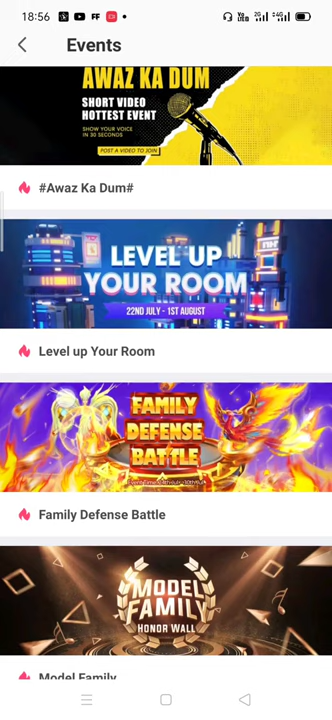 18:56
Events
AWAZ KA DUM
SHORT VIDEO
HOTTEST EVENT
SHOW YOUR VOICE
IN 30 SECONDS
POST A VIDEO TO JOIN
#Awaz Ka Dum#
LEVEL UP
YOUR ROOM
22ND JULY - 1ST AUGUST
Level up Your Room
FAMILY
DEFENSE
BATTLE
Family Defense Battle
MODEL
FAMILY
HONOR WALL
Model Family